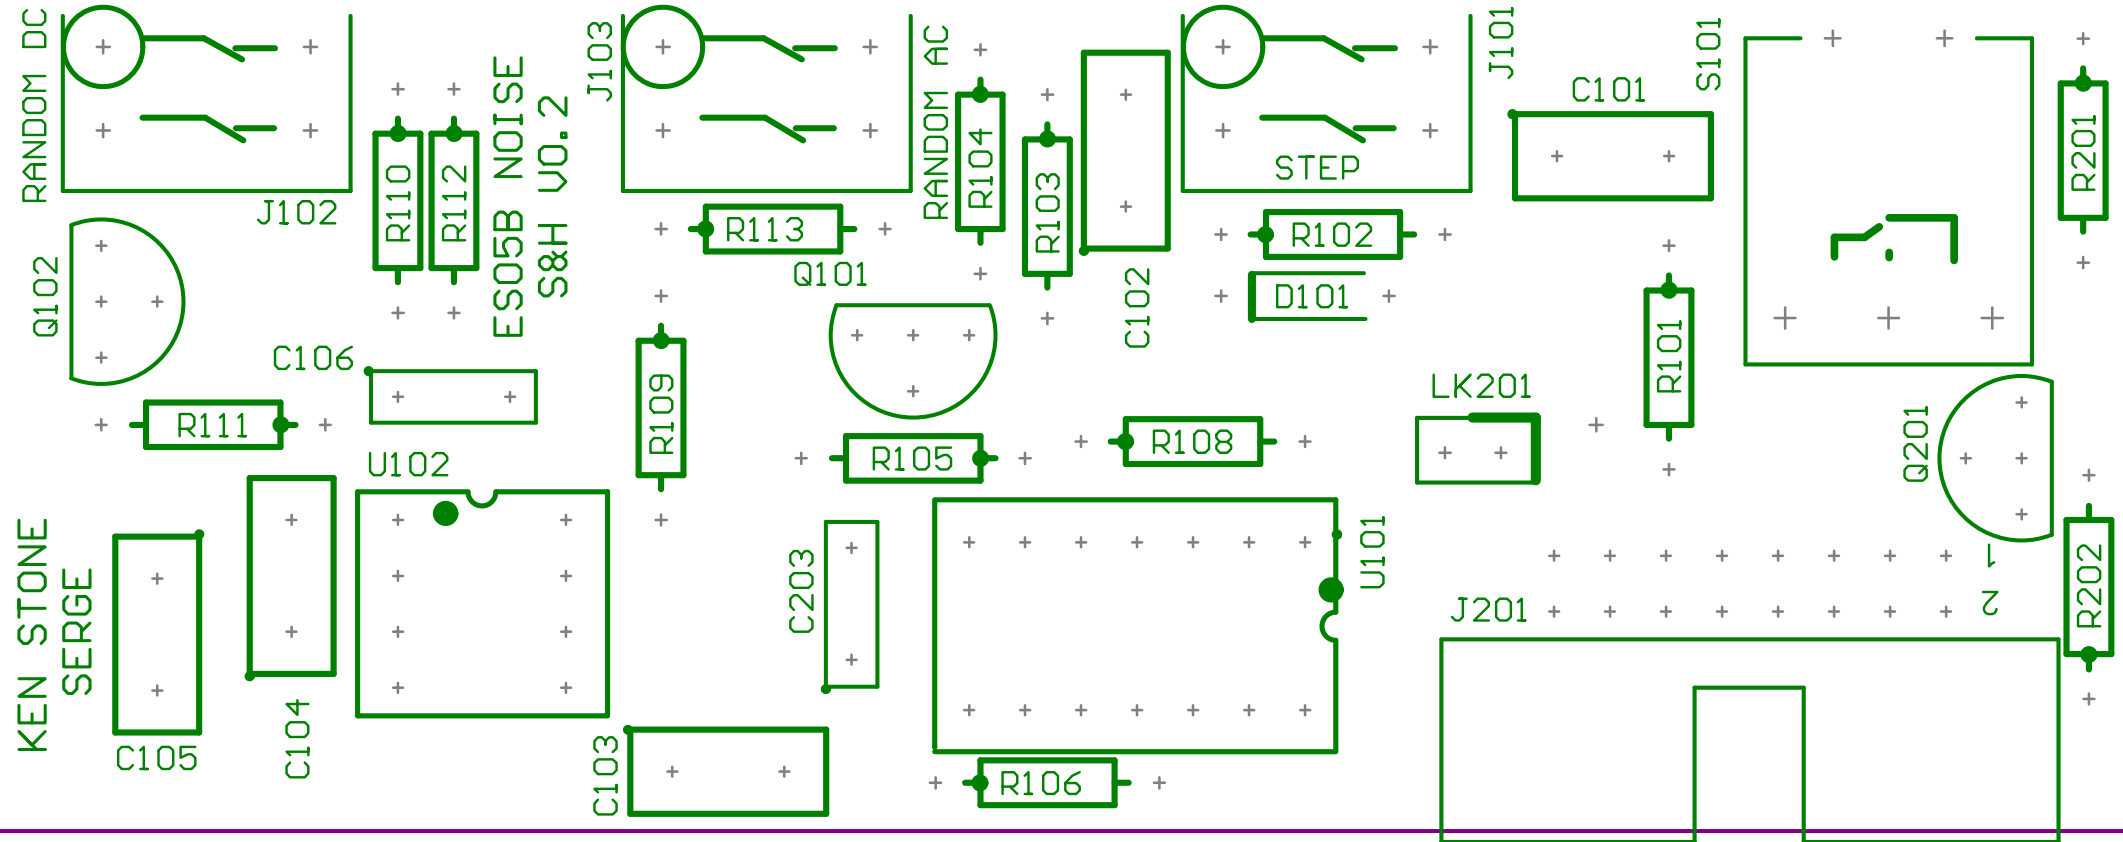 RANDOM DC
J102
R110
R112
ES05B NOISE
S&H V0.2
J103
R113
RANDOM AC
R104
R103
C102
STEP
J101
R102
D101
C101
S101
R201
Q102
C106
R111
Q101
R109
R105
R108
LK201
R101
Q201
U102
KEN STONE
SERGE
C105
C104
C203
C103
U101
R106
J201
1
2
R202